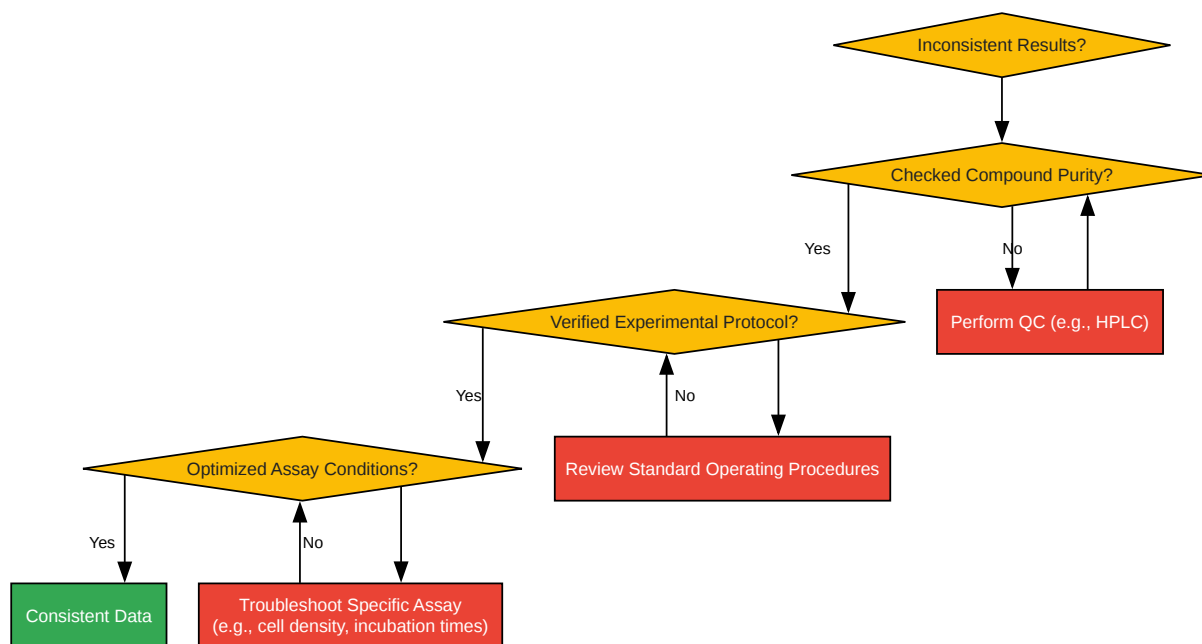 Inconsistent Results?
Checked Compound Purity?
Yes
No
Perform QC (e.g., HPLC)
Verified Experimental Protocol?
Yes
No
Review Standard Operating Procedures
Optimized Assay Conditions?
Yes
No
Consistent Data
Troubleshoot Specific Assay
(e.g., cell density, incubation times)